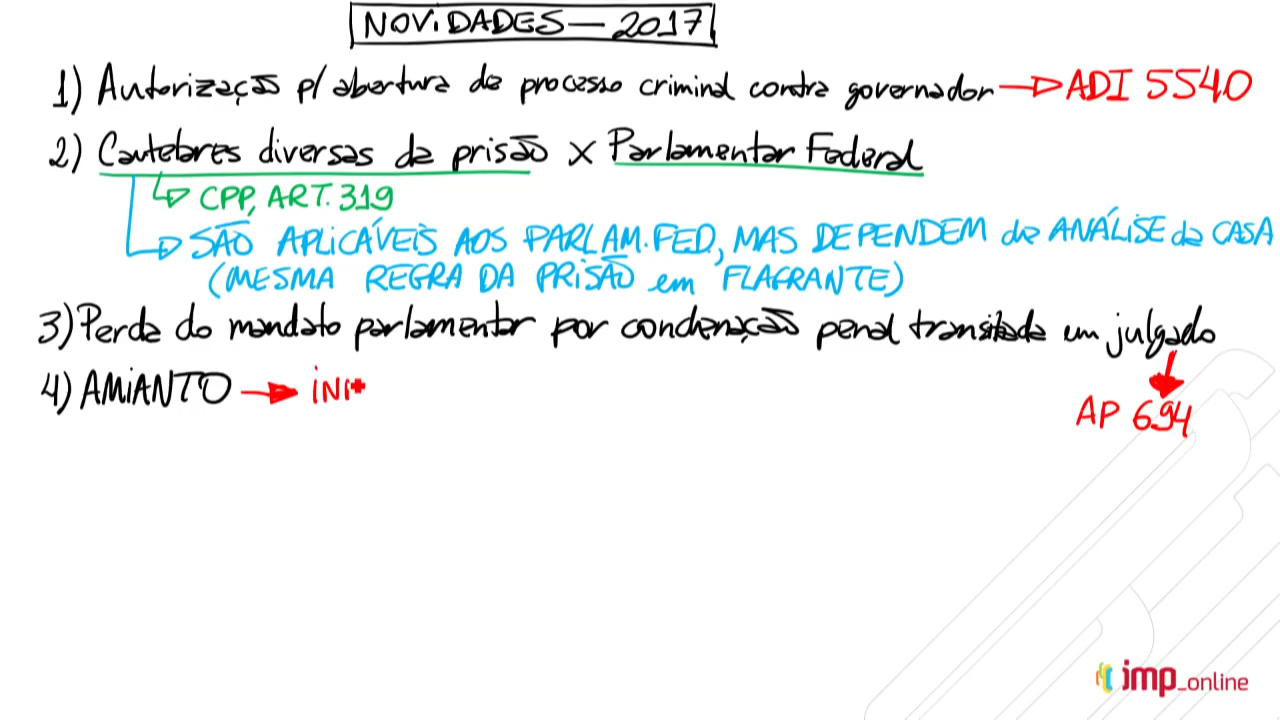 NOVIDADES — 2017
1) Autorização p/ abertura de processo criminal contra governador → ADI 5540
2) Cautelares diversas da prisão x Parlamentar Federal
CPP, ART. 319
SÃO APLICÁVEIS AOS PARLAM. FED, MAS DEPENDEM de ANÁLISE da CASA
(MESMA REGRA DA PRISÃO em FLAGRANTE)
3) Perda do mandato parlamentar por condenação penal transitada em julgado
AP 694
4) AMIANTO →
imp_online